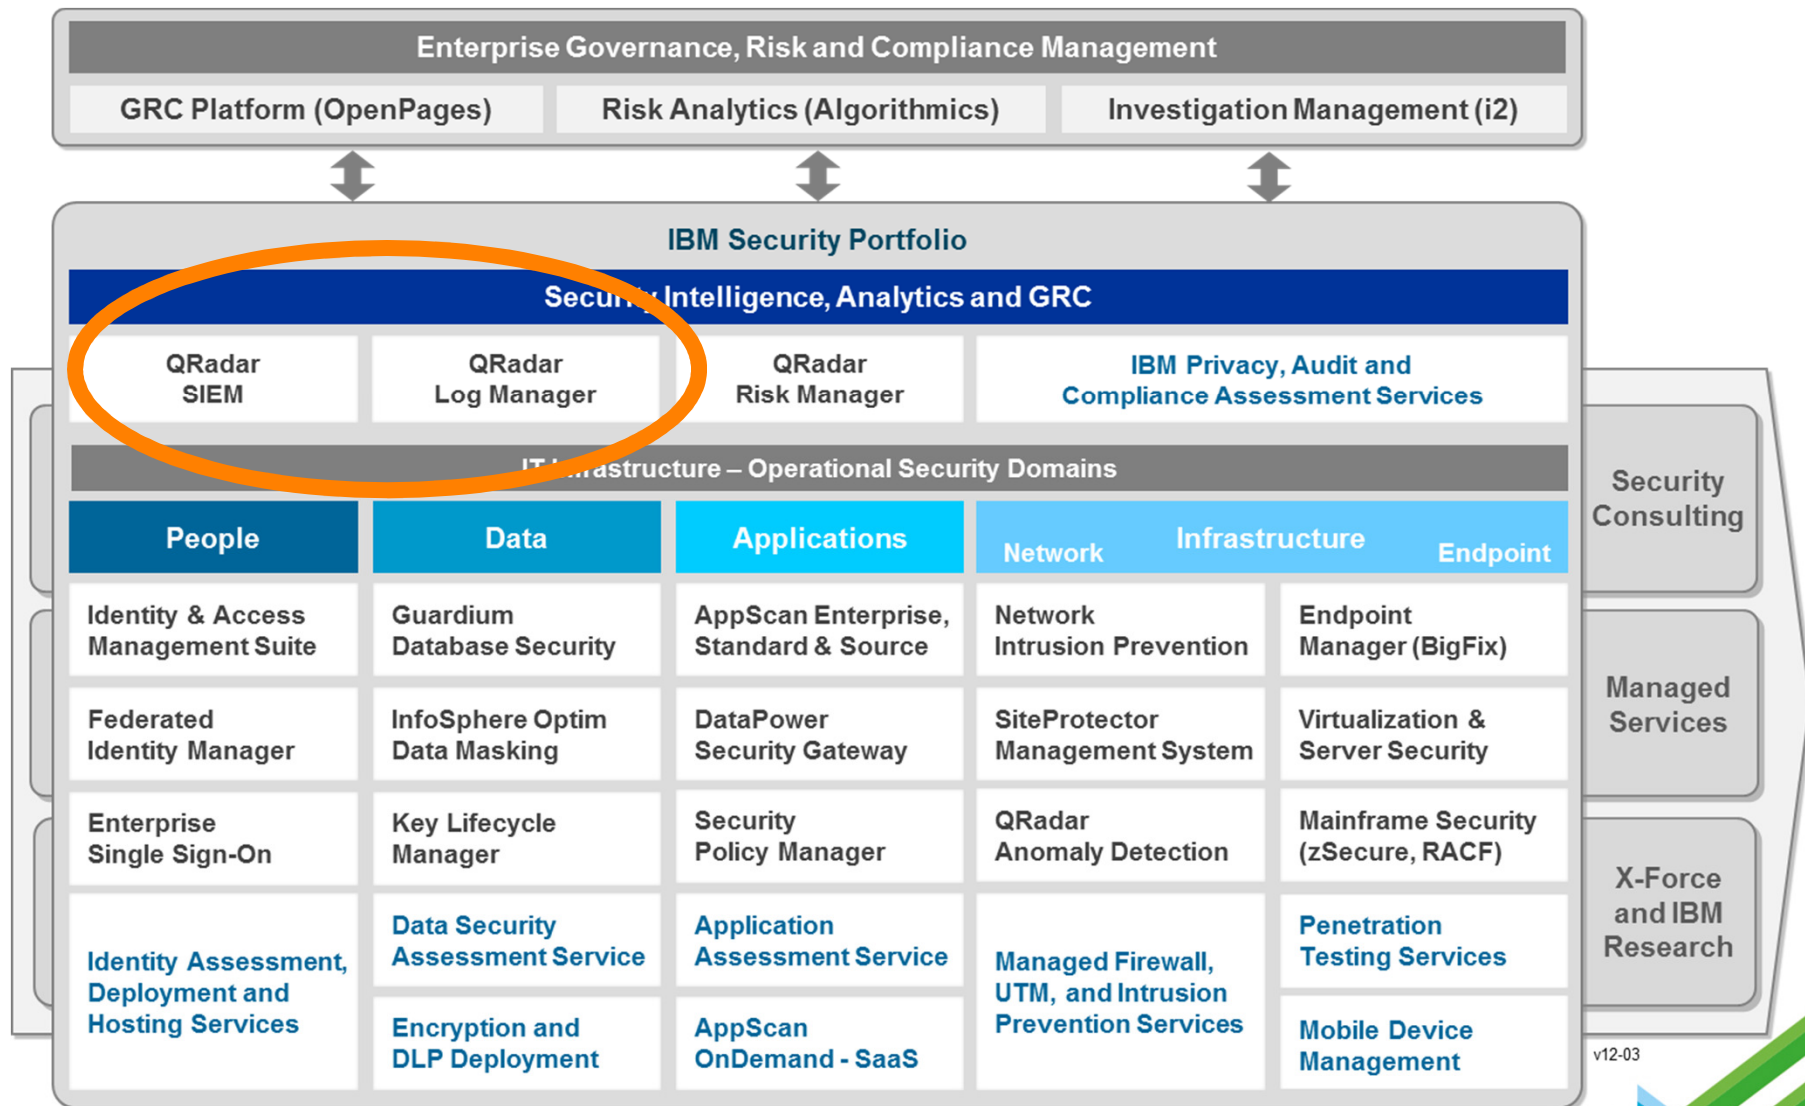 Enterprise Governance, Risk and Compliance Management
GRC Platform (OpenPages)
Risk Analytics (Algorithmics)
Investigation Management (i2)
IBM Security Portfolio
Security Intelligence, Analytics and GRC
QRadar
SIEM
QRadar
Log Manager
QRadar
Risk Manager
IBM Privacy, Audit and
Compliance Assessment Services
IT Infrastructure – Operational Security Domains
People
Data
Applications
Infrastructure
Network
Endpoint
Identity & Access
Management Suite
Guardium
Database Security
AppScan Enterprise,
Standard & Source
Network
Intrusion Prevention
Endpoint
Manager (BigFix)
Federated
Identity Manager
InfoSphere Optim
Data Masking
DataPower
Security Gateway
SiteProtector
Management System
Virtualization &
Server Security
Enterprise
Single Sign-On
Key Lifecycle
Manager
Security
Policy Manager
QRadar
Anomaly Detection
Mainframe Security
(zSecure, RACF)
Identity Assessment,
Deployment and
Hosting Services
Data Security
Assessment Service
Encryption and
DLP Deployment
Application
Assessment Service
AppScan
OnDemand - SaaS
Managed Firewall,
UTM, and Intrusion
Prevention Services
Penetration
Testing Services
Mobile Device
Management
Security
Consulting
Managed
Services
X-Force
and IBM
Research
v12-03